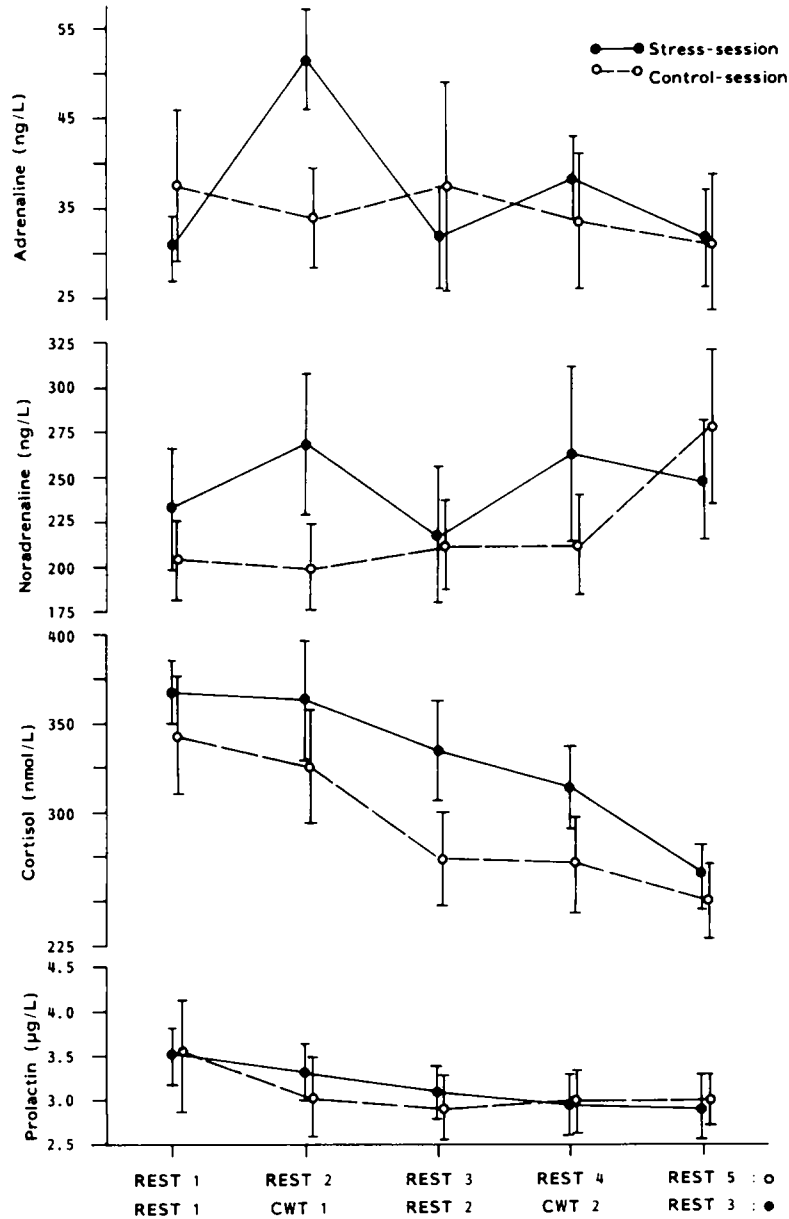 Stress-session
Control-session
Adrenaline (ng/L)
55
45
35
25
Noradrenaline (ng/L)
325
300
275
250
225
200
175
Cortisol (nmol/L)
400
350
300
225
Prolactin (µg/L)
4.5
4.0
3.5
3.0
2.5
REST 1 REST 2 REST 3 REST 4 REST 5 :
REST 1 CWT 1 REST 2 CWT 2 REST 3 :